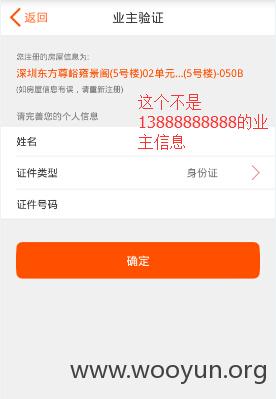 返回
业主验证
您注册的房屋信息为:
深圳东方尊峪雍景阁(5号楼)02单元...(5号楼)-050B
(如房屋信息有误，请重新注册)
这个不是
13888888888的业
主信息
请完善您的个人信息
姓名
证件类型 身份证
证件号码
确定
www.wooyun.org